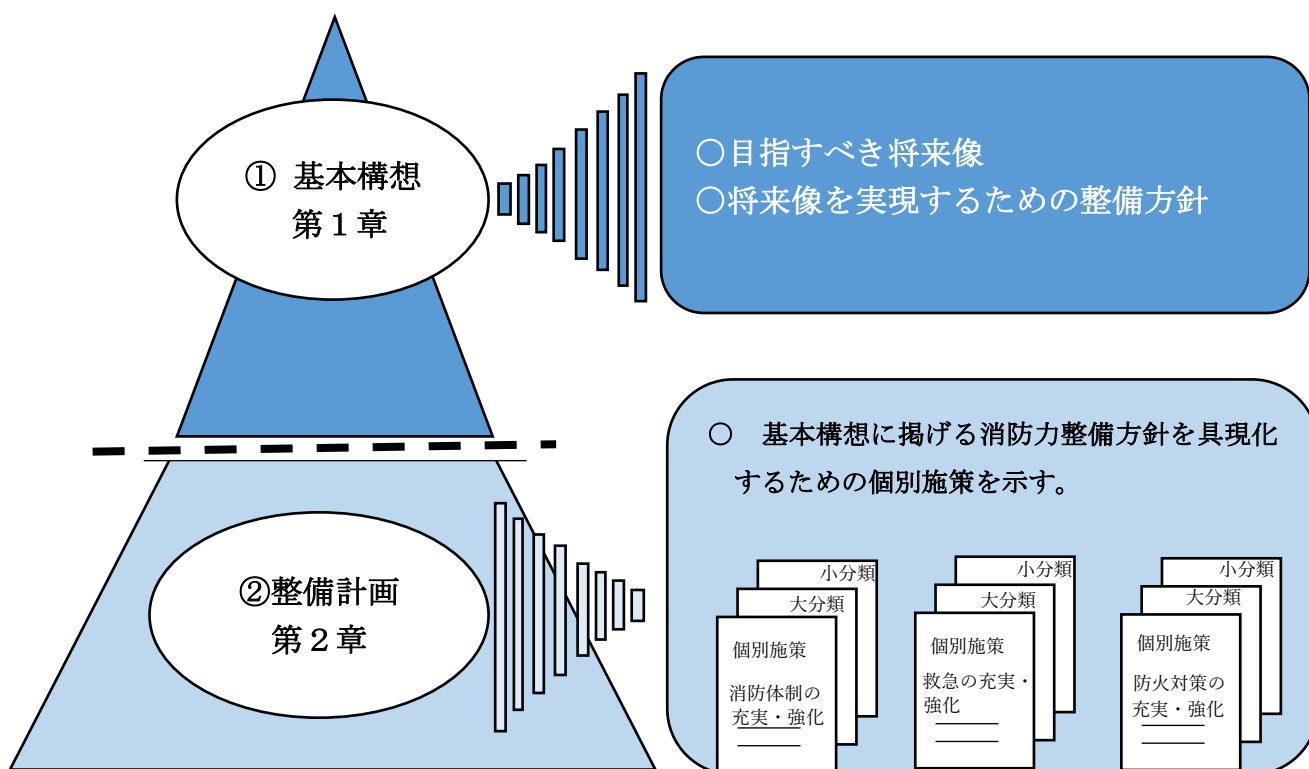 ① 基本構想
第１章
○目指すべき将来像
○将来像を実現するための整備方針
②整備計画
第２章
○　基本構想に掲げる消防力整備方針を具現化
するための個別施策を示す。
小分類
大分類
個別施策
消防体制の
充実・強化
小分類
大分類
個別施策
救急の充実・
強化
小分類
大分類
個別施策
防火対策の
充実・強化